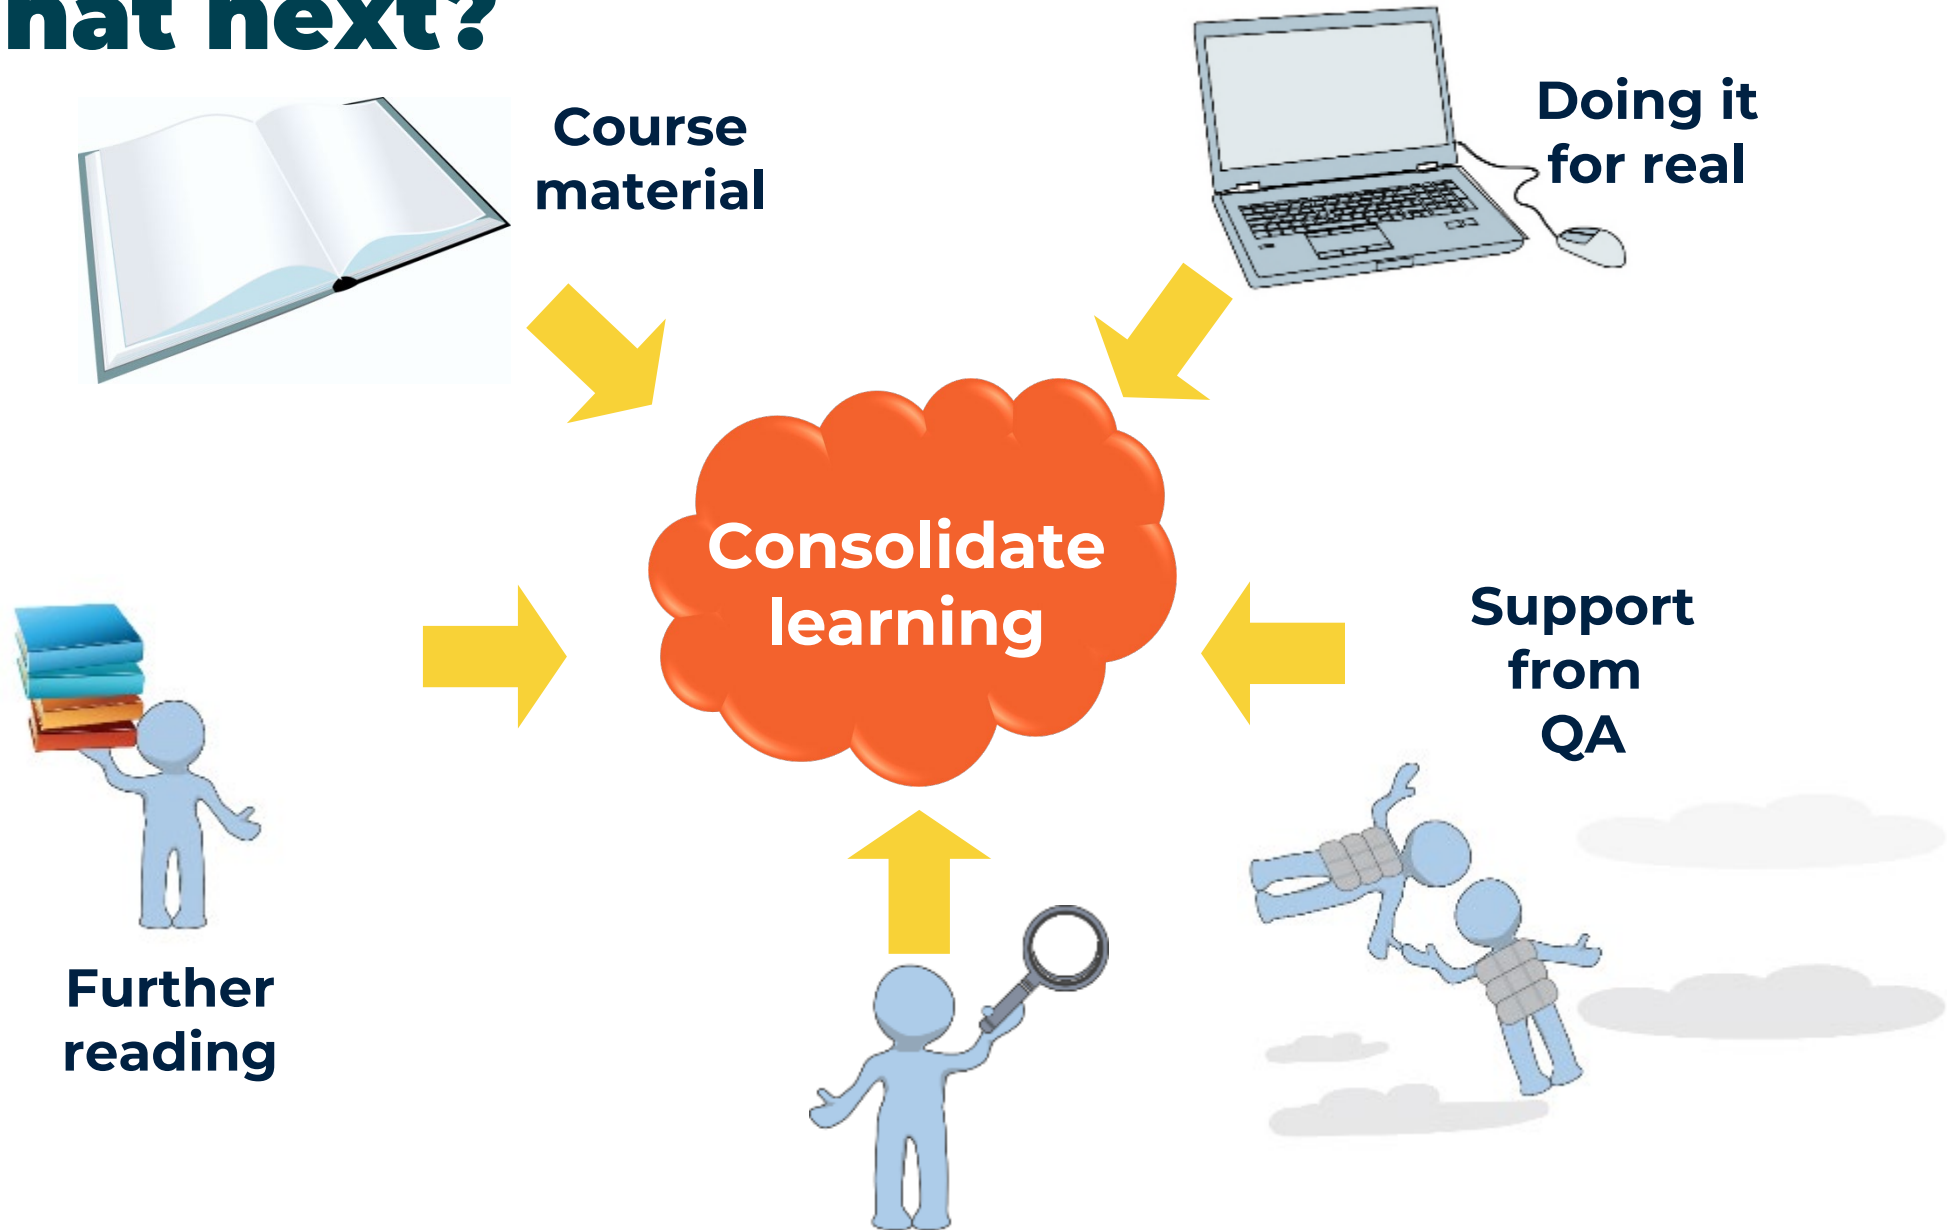 hat next?
Course
material
Doing it
for real
Consolidate
learning
Support
from
QA
Further
reading